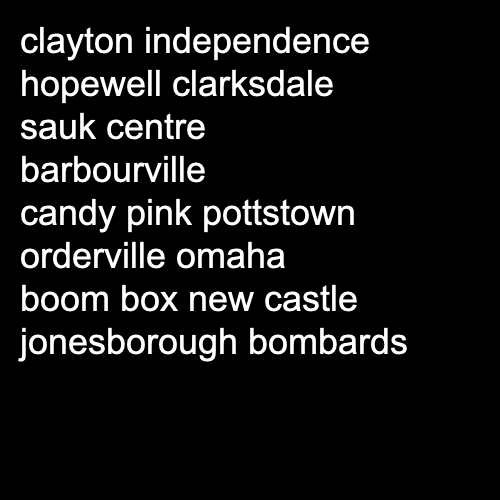 clayton independence
hopewell clarksdale
sauk centre
barbourville
candy pink pottstown
orderville omaha
boom box new castle
jonesborough bombards